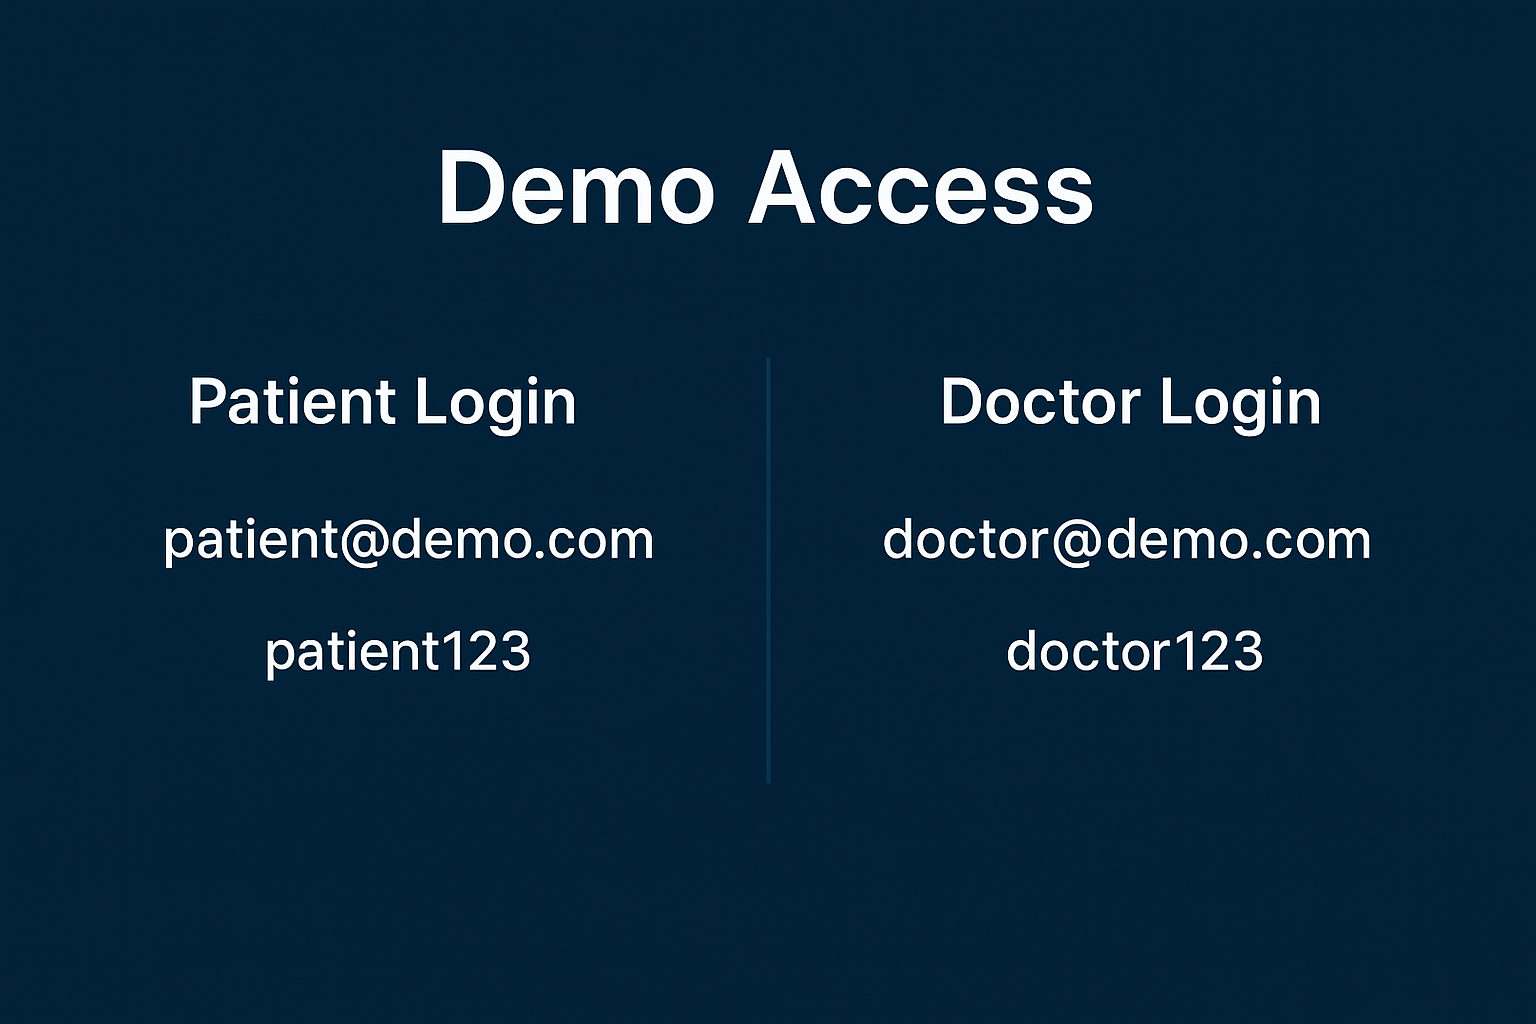 Demo Access
Patient Login
patient@demo.com
patient123
Doctor Login
doctor@demo.com
doctor123